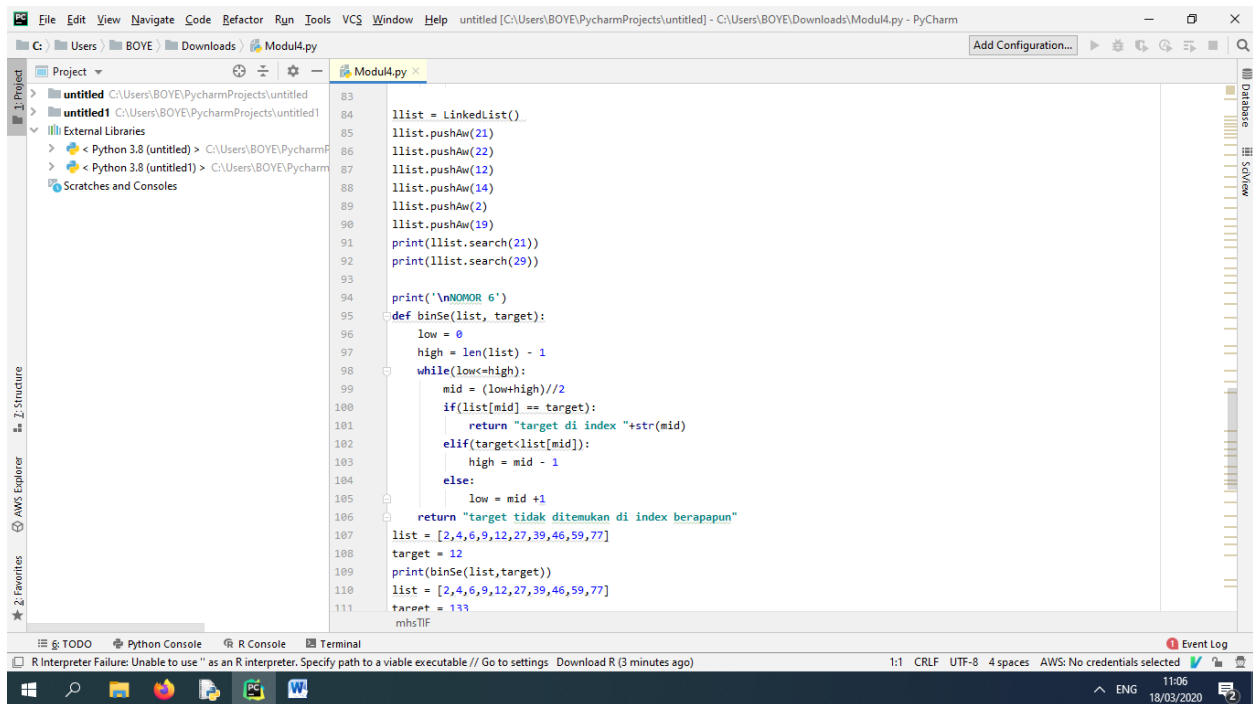 File Edit View Navigate Code Refactor Run Tools VCS Window Help untitled [C:\Users\BOYE\PycharmProjects\untitled] - C:\Users\BOYE\Downloads\Modul4.py - PyCharm
C: Users BOYE Downloads Modul4.py
Add Configuration...
Project
Modul4.py
1: Project
untitled C:\Users\BOYE\PycharmProjects\untitled
untitled1 C:\Users\BOYE\PycharmProjects\untitled1
External Libraries
< Python 3.8 (untitled) > C:\Users\BOYE\PycharmP
< Python 3.8 (untitled1) > C:\Users\BOYE\Pycharm
Scratches and Consoles
83
84 llist = LinkedList()
85 llist.pushAw(21)
86 llist.pushAw(22)
87 llist.pushAw(12)
88 llist.pushAw(14)
89 llist.pushAw(2)
90 llist.pushAw(19)
91 print(llist.search(21))
92 print(llist.search(29))
93
94 print('\nNOMOR 6')
95 def binSe(list, target):
96 low = 0
97 high = len(list) - 1
98 while(low<=high):
99 mid = (low+high)//2
100 if(list[mid] == target):
101 return "target di index "+str(mid)
102 elif(target<list[mid]):
103 high = mid - 1
104 else:
105 low = mid +1
106 return "target tidak ditemukan di index berapapun"
107 list = [2,4,6,9,12,27,39,46,59,77]
108 target = 12
109 print(binSe(list,target))
110 list = [2,4,6,9,12,27,39,46,59,77]
111 target = 133
mhsTIF
Database
SciView
7: Structure
AWS Explorer
2: Favorites
6: TODO Python Console R Console Terminal
1 Event Log
R Interpreter Failure: Unable to use '' as an R interpreter. Specify path to a viable executable // Go to settings Download R (3 minutes ago)
1:1 CRLF UTF-8 4 spaces AWS: No credentials selected
ENG
11:06
18/03/2020
2